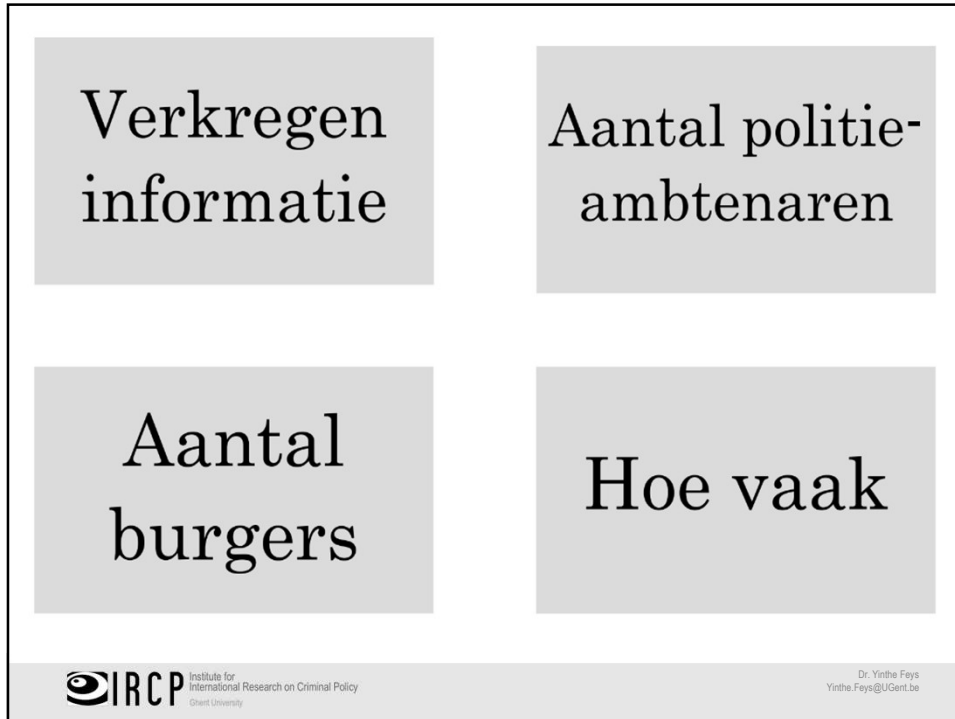 Verkregen
informatie
Aantal politie-
ambtenaren
Aantal
burgers
Hoe vaak
IRCP
Institute for
International Research on Criminal Policy
Ghent University
Dr. Yinthe Feys
Yinthe.Feys@UGent.be